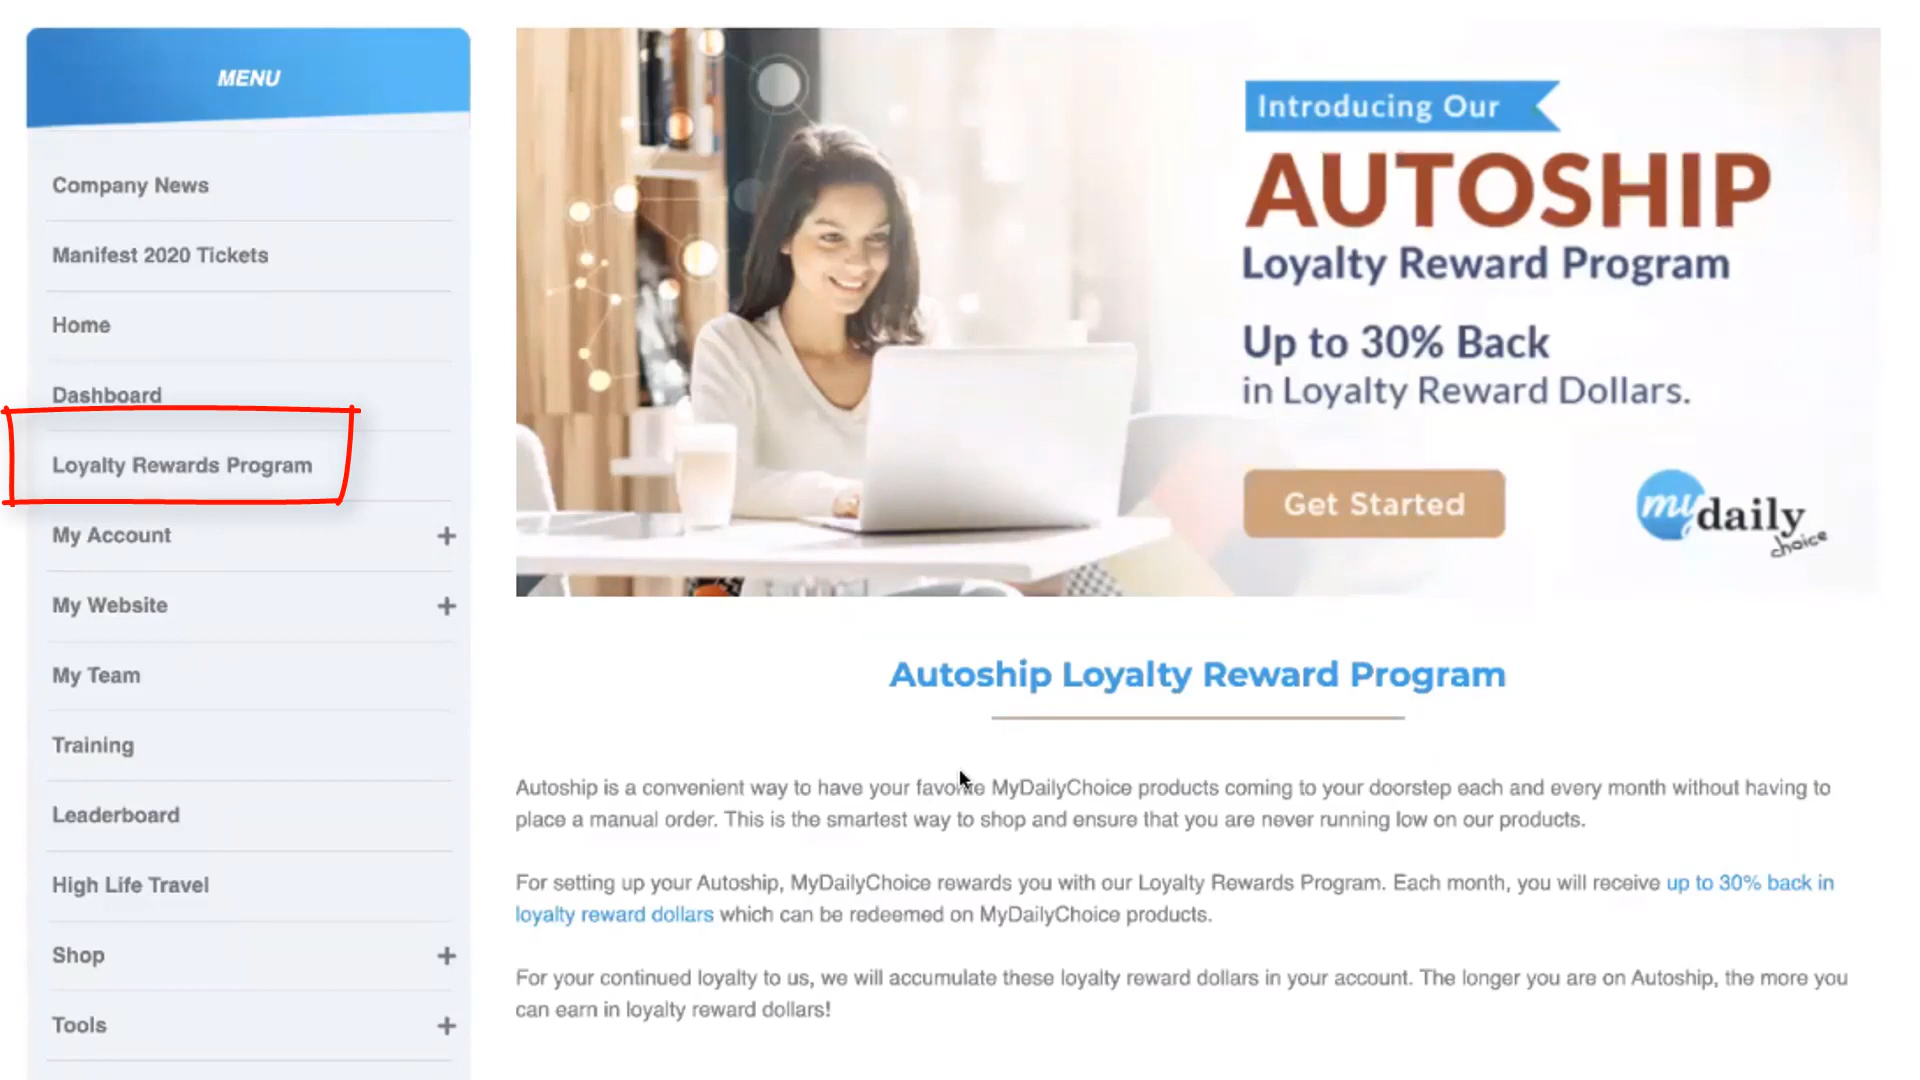 MENU
Company News
Manifest 2020 Tickets
Home
Dashboard
Loyalty Rewards Program
My Account
My Website
My Team
Training
Leaderboard
High Life Travel
Shop
Tools
Introducing Our
AUTOSHIP
Loyalty Reward Program
Up to 30% Back
in Loyalty Reward Dollars.
Get Started
my daily
choice
Autoship Loyalty Reward Program
Autoship is a convenient way to have your favorite MyDailyChoice products coming to your doorstep each and every month without having to
place a manual order. This is the smartest way to shop and ensure that you are never running low on our products.
For setting up your Autoship, MyDailyChoice rewards you with our Loyalty Rewards Program. Each month, you will receive up to 30% back in
loyalty reward dollars which can be redeemed on MyDailyChoice products.
For your continued loyalty to us, we will accumulate these loyalty reward dollars in your account. The longer you are on Autoship, the more you
can earn in loyalty reward dollars!